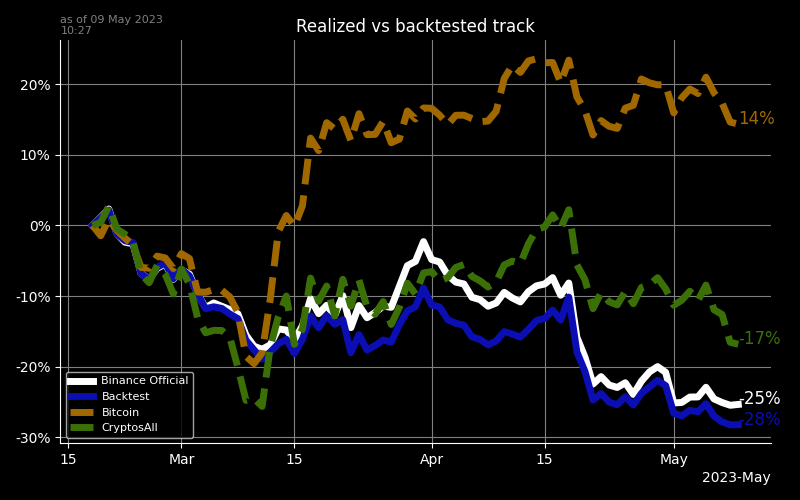 as of 09 May 2023
10:27
Realized vs backtested track
20%
10%
0%
-10%
-20%
-30%
14%
-17%
-25%
-28%
Binance Official
Backtest
Bitcoin
CryptosAll
15
Mar
15
Apr
15
May
2023-May